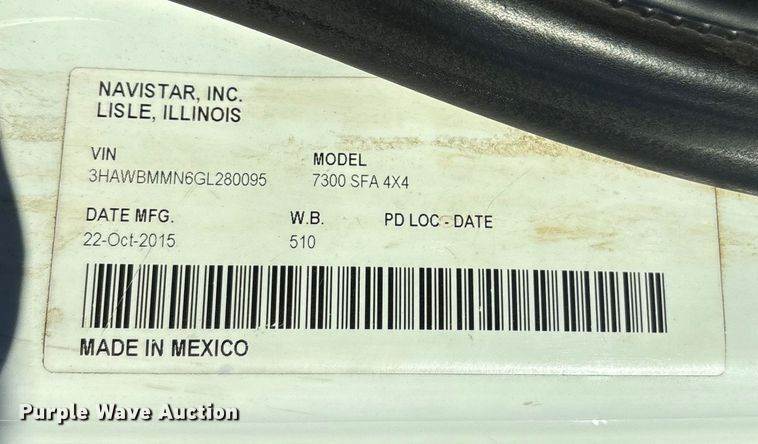 NAVISTAR, INC.
LISLE, ILLINOIS
VIN MODEL
3HAWBMMN6GL280095 7300 SFA 4X4
DATE MFG. W.B. PD LOC - DATE
22-Oct-2015 510
MADE IN MEXICO
Purple Wave Auction